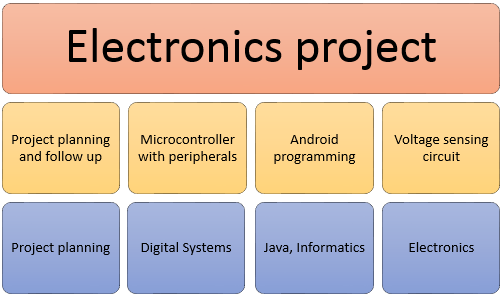 Electronics project
Project planning
and follow up
Microcontroller
with peripherals
Android
programming
Voltage sensing
circuit
Project planning
Digital Systems
Java, Informatics
Electronics